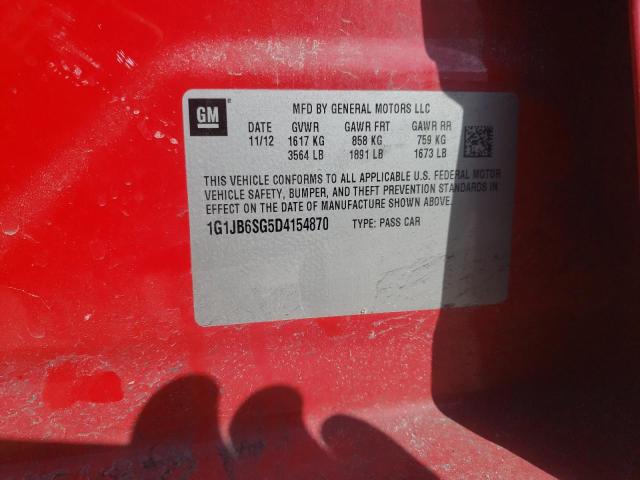 GM ® MFD BY GENERAL MOTORS LLC
DATE GVWR GAWR FRT GAWR RR
11/12 1617 KG 858 KG 759 KG
3564 LB 1891 LB 1673 LB
THIS VEHICLE CONFORMS TO ALL APPLICABLE U.S. FEDERAL MOTOR
VEHICLE SAFETY, BUMPER, AND THEFT PREVENTION STANDARDS IN
EFFECT ON THE DATE OF MANUFACTURE SHOWN ABOVE.
1G1JB6SG5D4154870 TYPE: PASS CAR